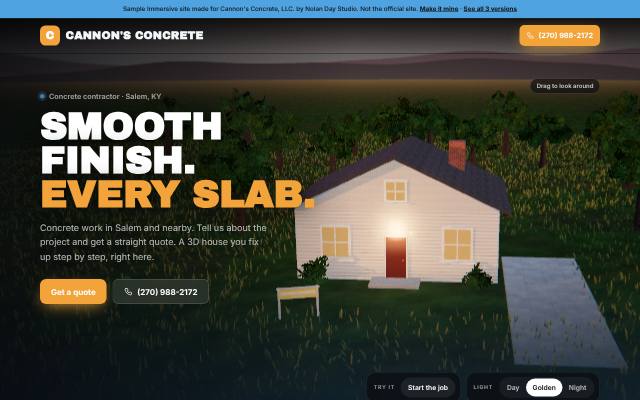 Sample Immersive site made for Cannon's Concrete, LLC. by Nolan Day Studio. Not the official site. Make it mine · See all 3 versions
C CANNON'S CONCRETE
(270) 988-2172
Drag to look around
Concrete contractor · Salem, KY
SMOOTH
FINISH.
EVERY SLAB.
Concrete work in Salem and nearby. Tell us about the
project and get a straight quote. A 3D house you fix
up step by step, right here.
Get a quote
(270) 988-2172
TRY IT Start the job
LIGHT Day Golden Night